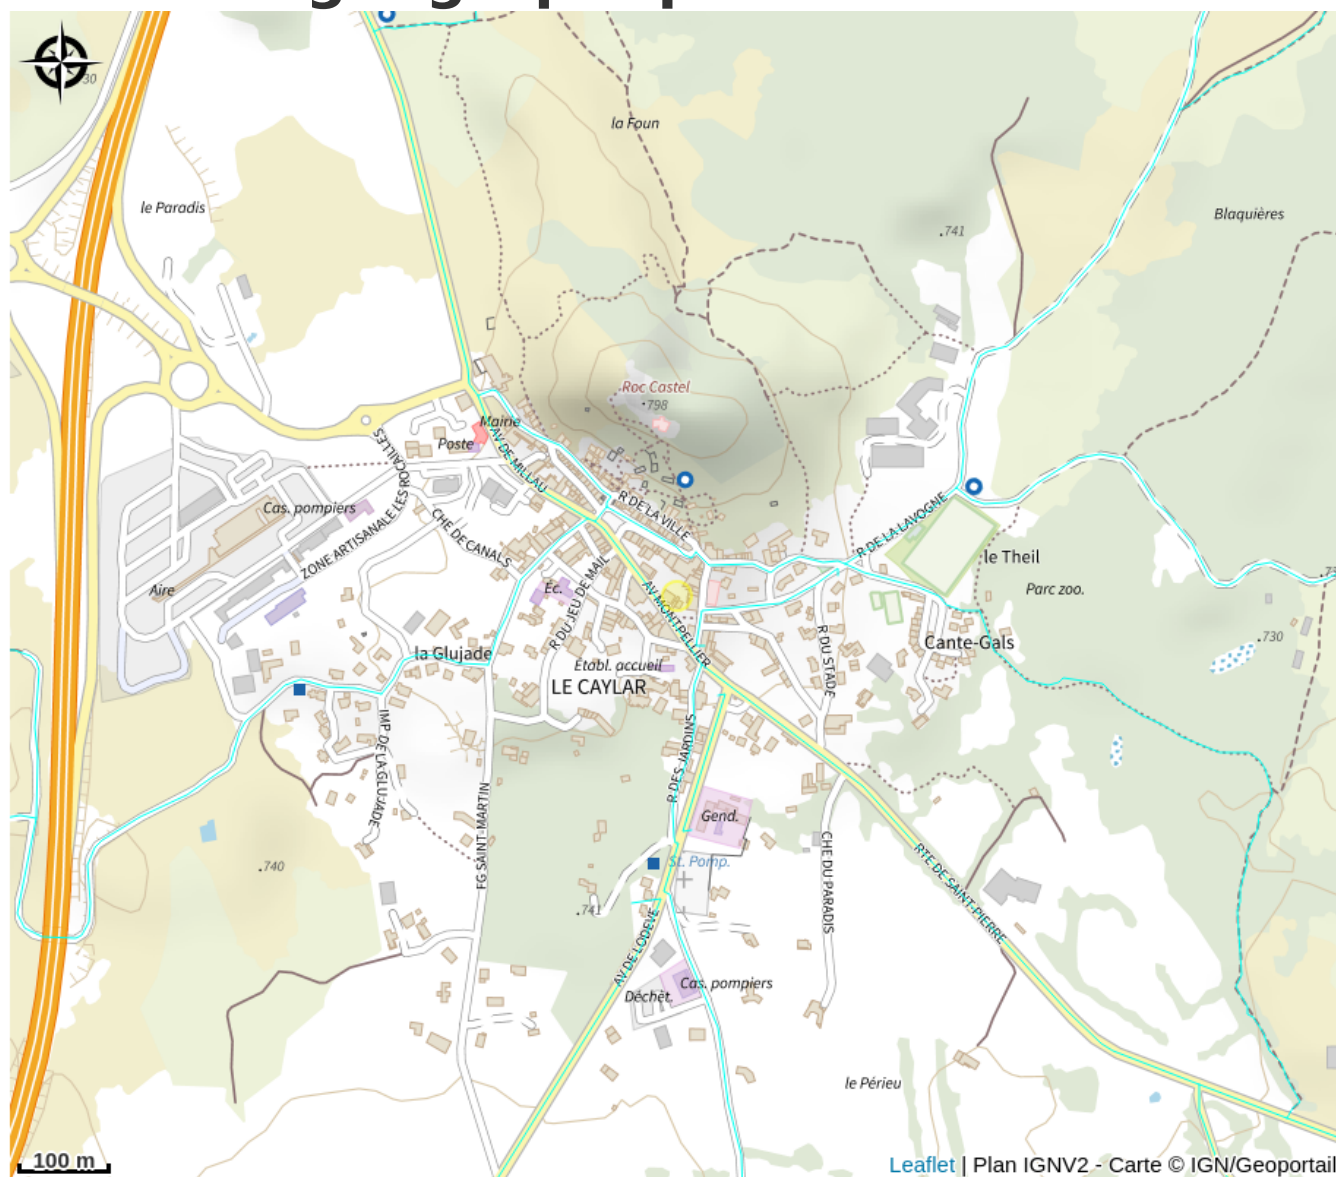 la Foun
730
le Paradis
Blaquières
741
Roc Castel
798
Mairie
Poste
AV DE MILLAU
CHE DE CANALS
ZONE ARTISANALE LES ROCAILLES
Cas. pompiers
R DE LA VILLE
R DE LA LAVOGNE
le Theil
Parc zoo.
Aire
Éc.
R DU JEU DE MAIL
AV MONTPELLIER
R DU STADE
Cante-Gals
730
la Glujade
Établ. accueil
LE CAYLAR
IMP DE LA GLUJADE
R DES JARDINS
FG SAINT-MARTIN
Gend.
St. Pomp.
CHE DU PARADIS
RTE DE SAINT-PIERRE
740
741
AV DE LODÈVE
Cas. pompiers
Déchèt.
le Périeu
100 m
Leaflet | Plan IGNV2 - Carte © IGN/Geoportail